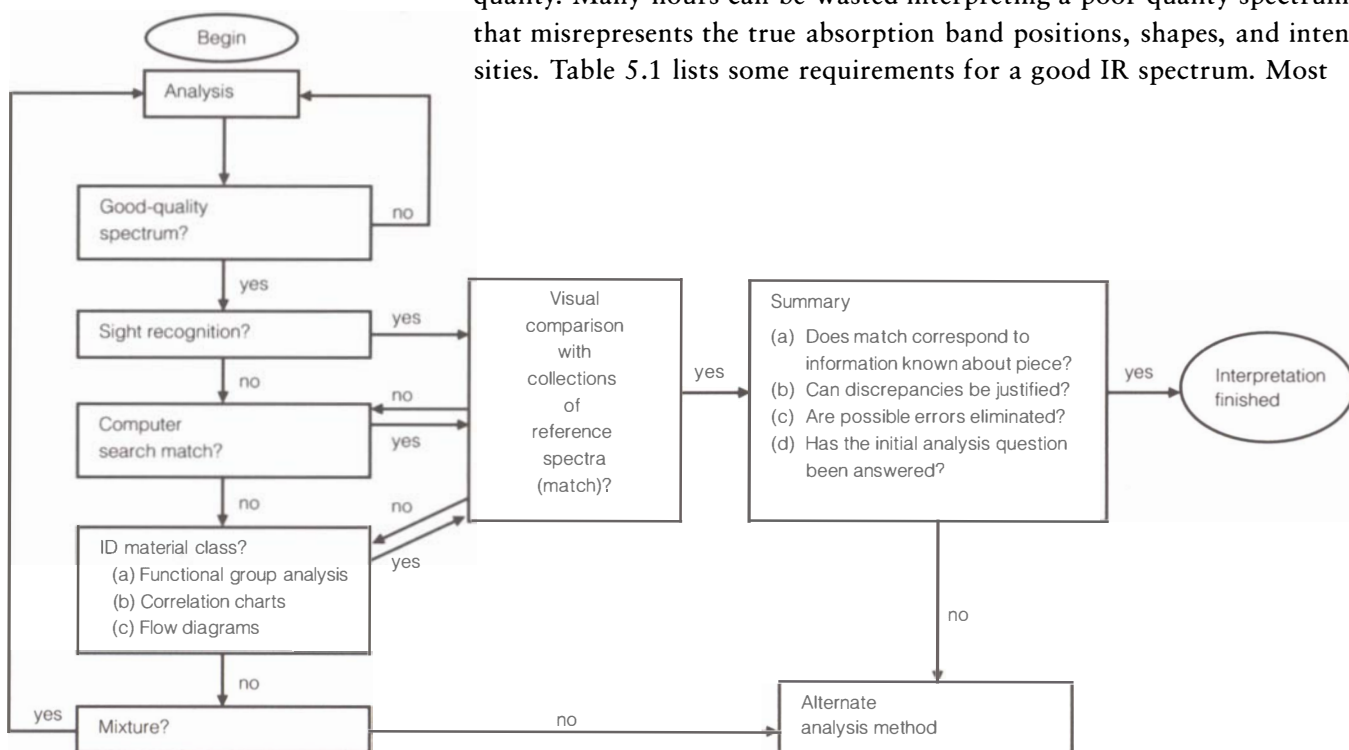 quality. Many hours can be wasted interpreting a poor quality spectrum
that misrepresents the true absorption band positions, shapes, and inten
sities. Table 5.1 lists some requirements for a good IR spectrum. Most
Begin
Analysis
Good-quality
spectrum?
no
yes
Sight recognition?
yes
no
Computer
search match?
no
yes
no
ID material class?
(a) Functional group analysis
(b) Correlation charts
(c) Flow diagrams
no
yes
no
Mixture?
yes
no
Visual
comparison
with
collections
of
reference
spectra
(match)?
yes
Summary
(a) Does match correspond to
information known about piece?
(b) Can discrepancies be justified?
(c) Are possible errors eliminated?
(d) Has the initial analysis question
been answered?
yes
Interpretation
finished
no
Alternate
analysis method